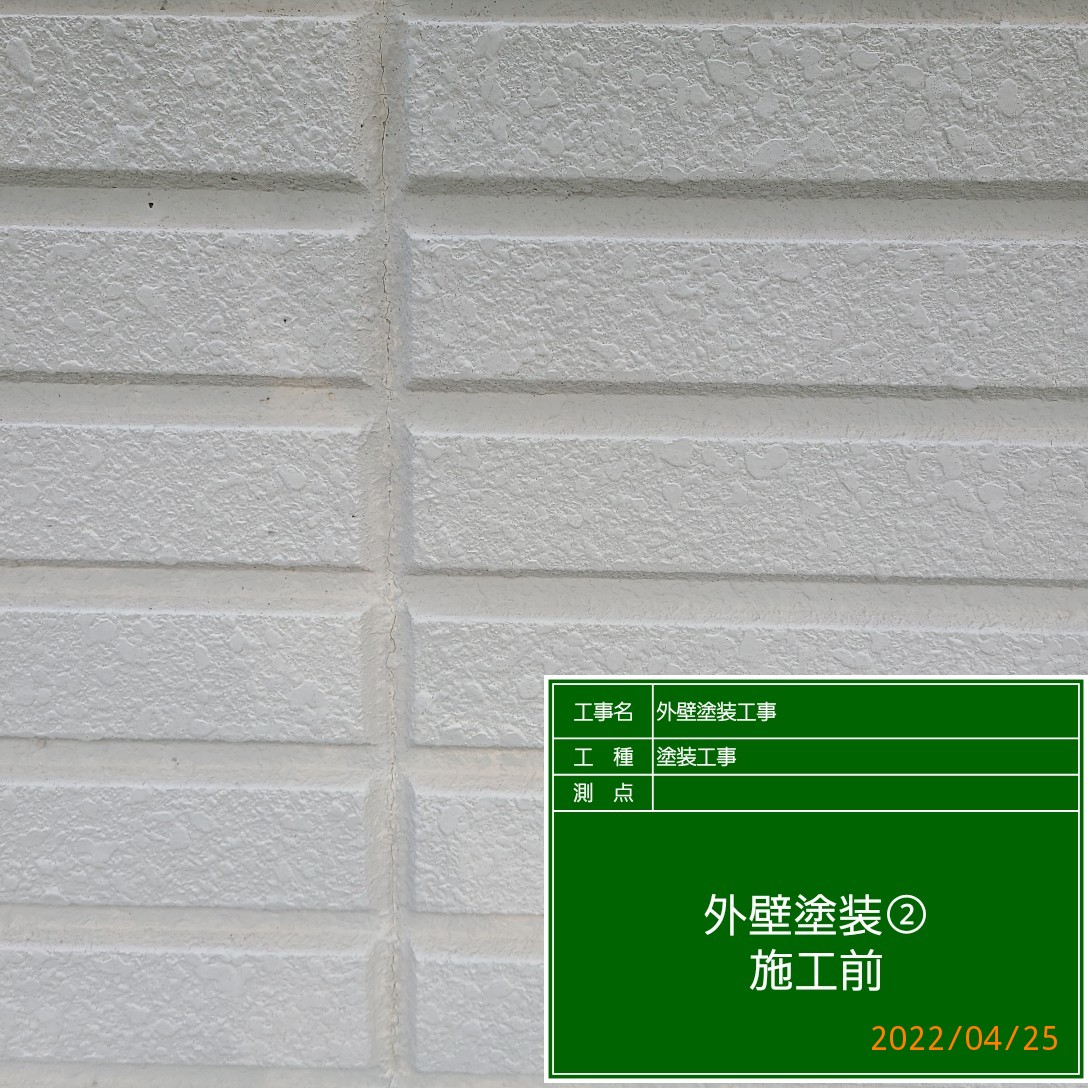 工事名 外壁塗装工事
工 種 塗装工事
測 点
外壁塗装②
施工前
2022/04/25